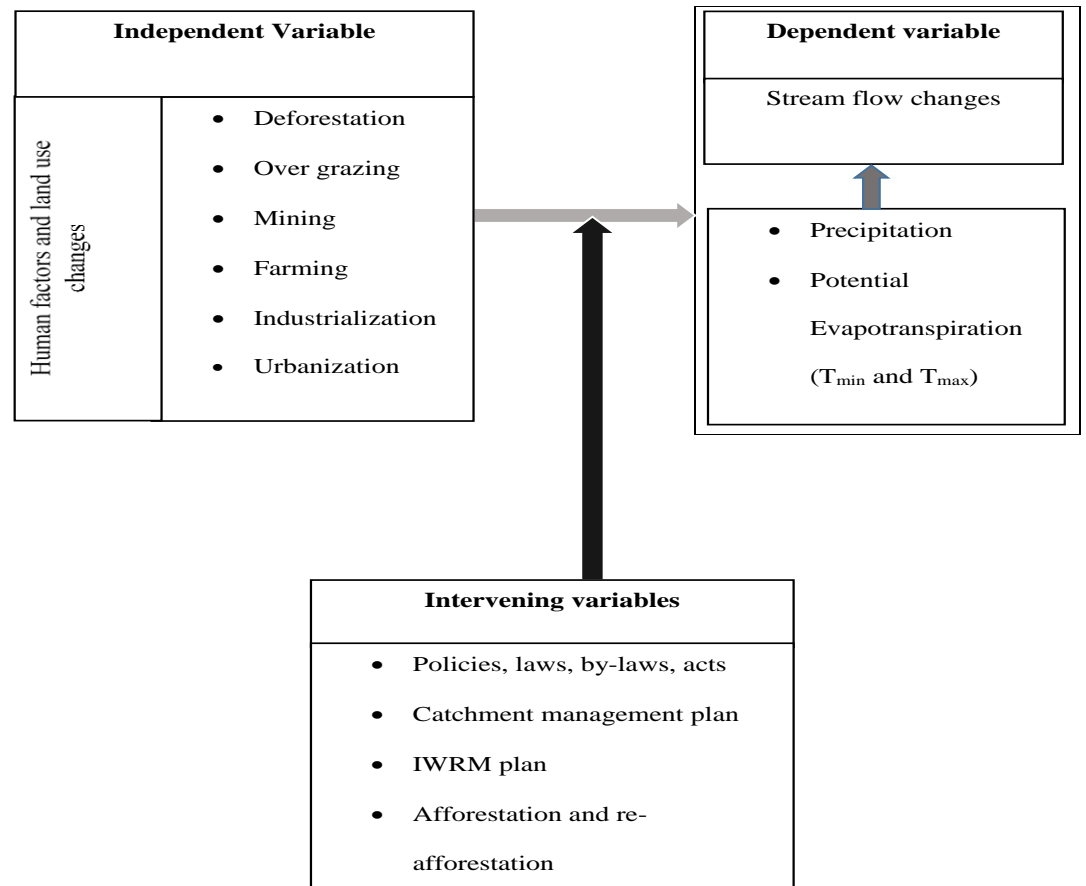 Independent Variable
Human factors and land use
changes
• Deforestation
• Over grazing
• Mining
• Farming
• Industrialization
• Urbanization
Dependent variable
Stream flow changes
• Precipitation
• Potential
Evapotranspiration
(Tmin and Tmax)
Intervening variables
• Policies, laws, by-laws, acts
• Catchment management plan
• IWRM plan
• Afforestation and re-
afforestation